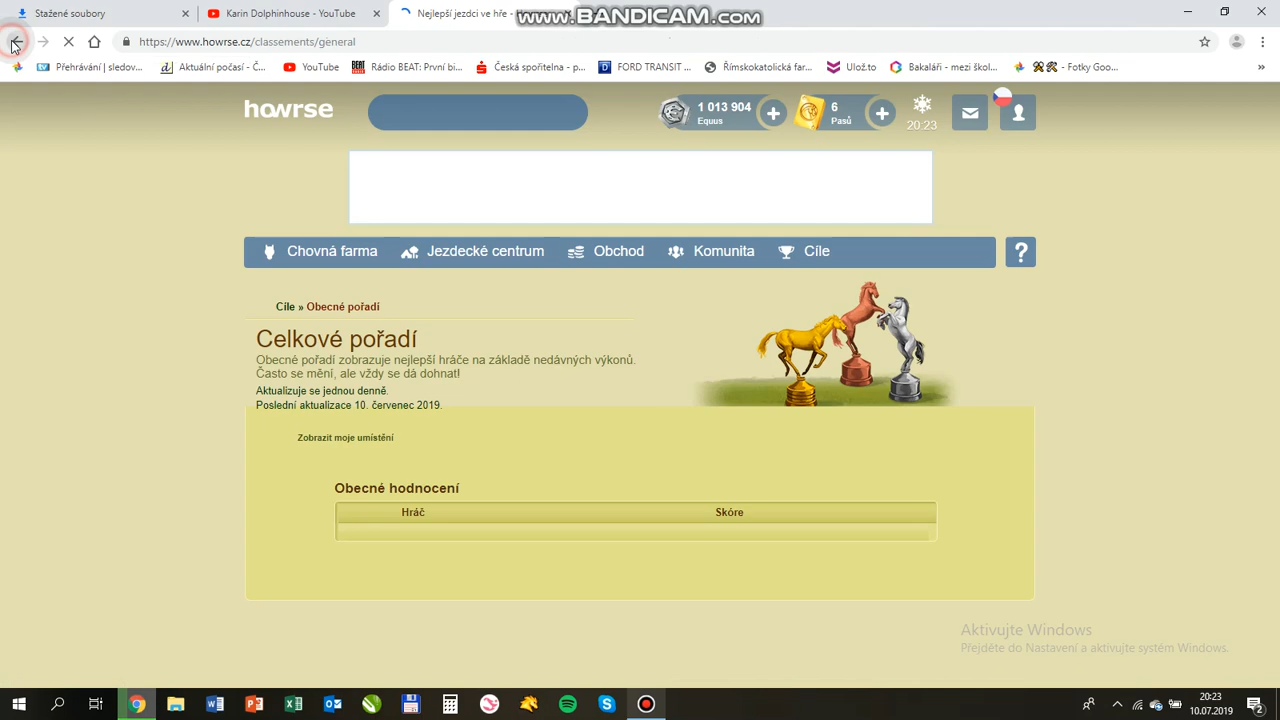 Stažené soubory
Karin Dolphinhouse - YouTube
Nejlepší jezdci ve hře -
www.BANDICAM.com
https://www.howrse.cz/classements/general
Přehrávání | sledov...
Aktuální počasí - Č...
YouTube
Rádio BEAT: První bi...
Česká spořitelna - p...
FORD TRANSIT ...
Římskokatolická far...
Ulož.to
Bakaláři - mezi školn...
Fotky Goo...
»
howrse
1 013 904
Equus
6
Pasů
20:23
Chovná farma
Jezdecké centrum
Obchod
Komunita
Cíle
?
Cíle » Obecné pořadí
Celkové pořadí
Obecné pořadí zobrazuje nejlepší hráče na základě nedávných výkonů.
Často se mění, ale vždy se dá dohnat!
Aktualizuje se jednou denně.
Poslední aktualizace 10. červenec 2019.
Zobrazit moje umístění
Obecné hodnocení
Hráč
Skóre
Aktivujte Windows
Přejděte do Nastavení a aktivujte systém Windows.
20:23
10.07.2019
2